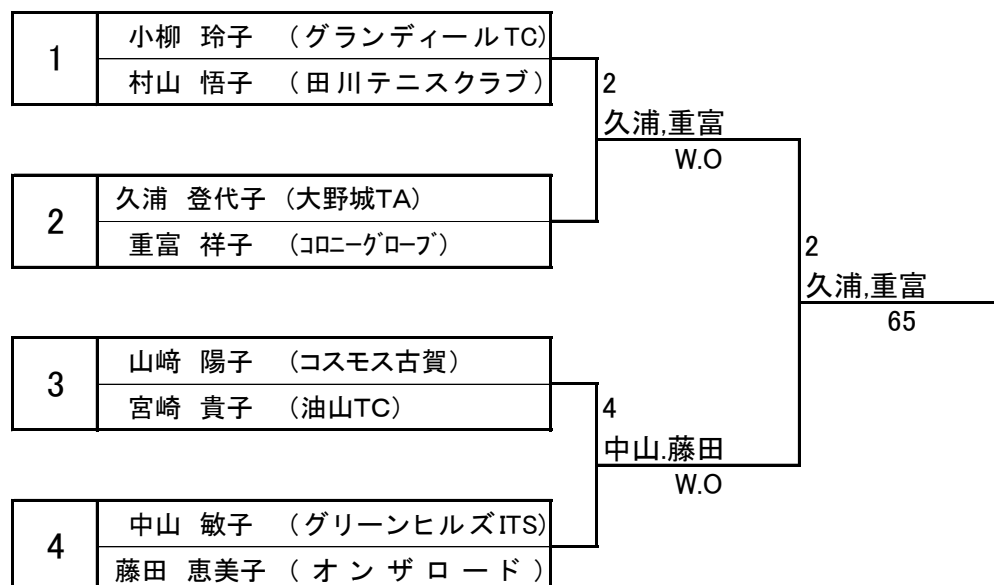 1
小柳 玲子 (グランディールTC)
村山 悟子 (田川テニスクラブ)
2
久浦,重富
W.O
2
久浦 登代子 (大野城TA)
重富 祥子 (ｺﾛﾆｰｸﾞﾛｰﾌﾞ)
2
久浦,重富
65
3
山﨑 陽子 (コスモス古賀)
宮崎 貴子 (油山TC)
4
中山.藤田
W.O
4
中山 敏子 (グリーンヒルズITS)
藤田 恵美子 (オンザロード)